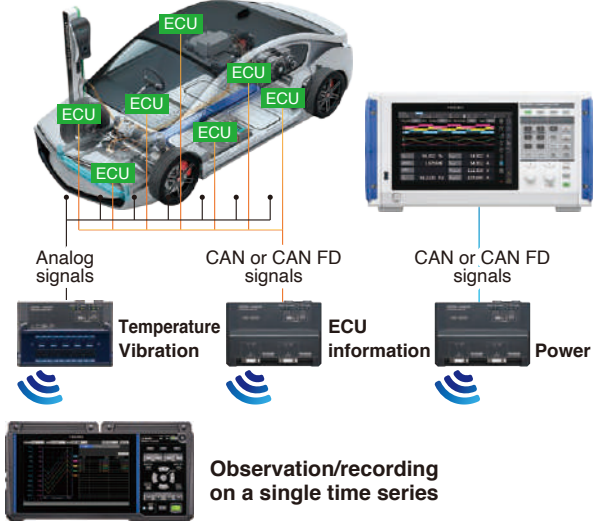 ECU
ECU
ECU
ECU
ECU
ECU
ECU
Analog
signals
CAN or CAN FD
signals
CAN or CAN FD
signals
Temperature
Vibration
ECU
information
Power
Observation/recording
on a single time series